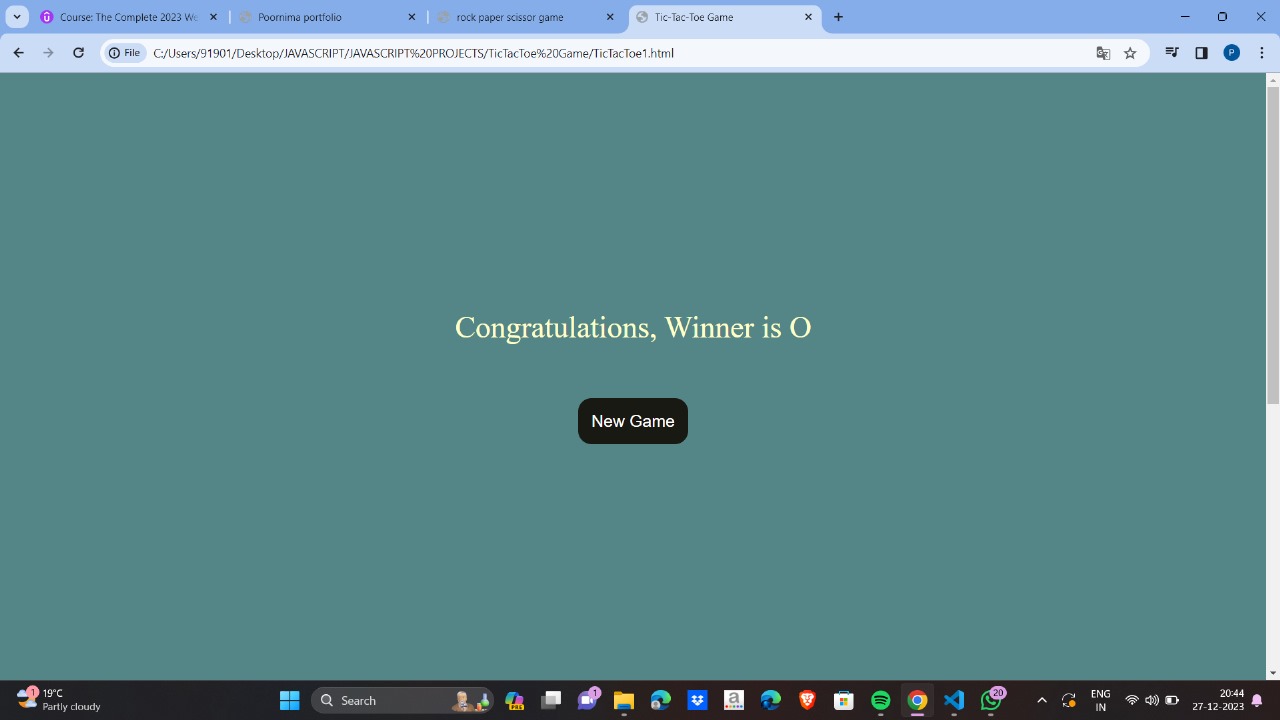 Course: The Complete 2023 We
Poornima portfolio
rock paper scissor game
Tic-Tac-Toe Game
File
C:/Users/91901/Desktop/JAVASCRIPT/JAVASCRIPT%20PROJECTS/TicTacToe%20Game/TicTacToe1.html
P
Congratulations, Winner is O
New Game
1
19°C
Partly cloudy
Search
PRE
1
a
20
ENG
IN
20:44
27-12-2023